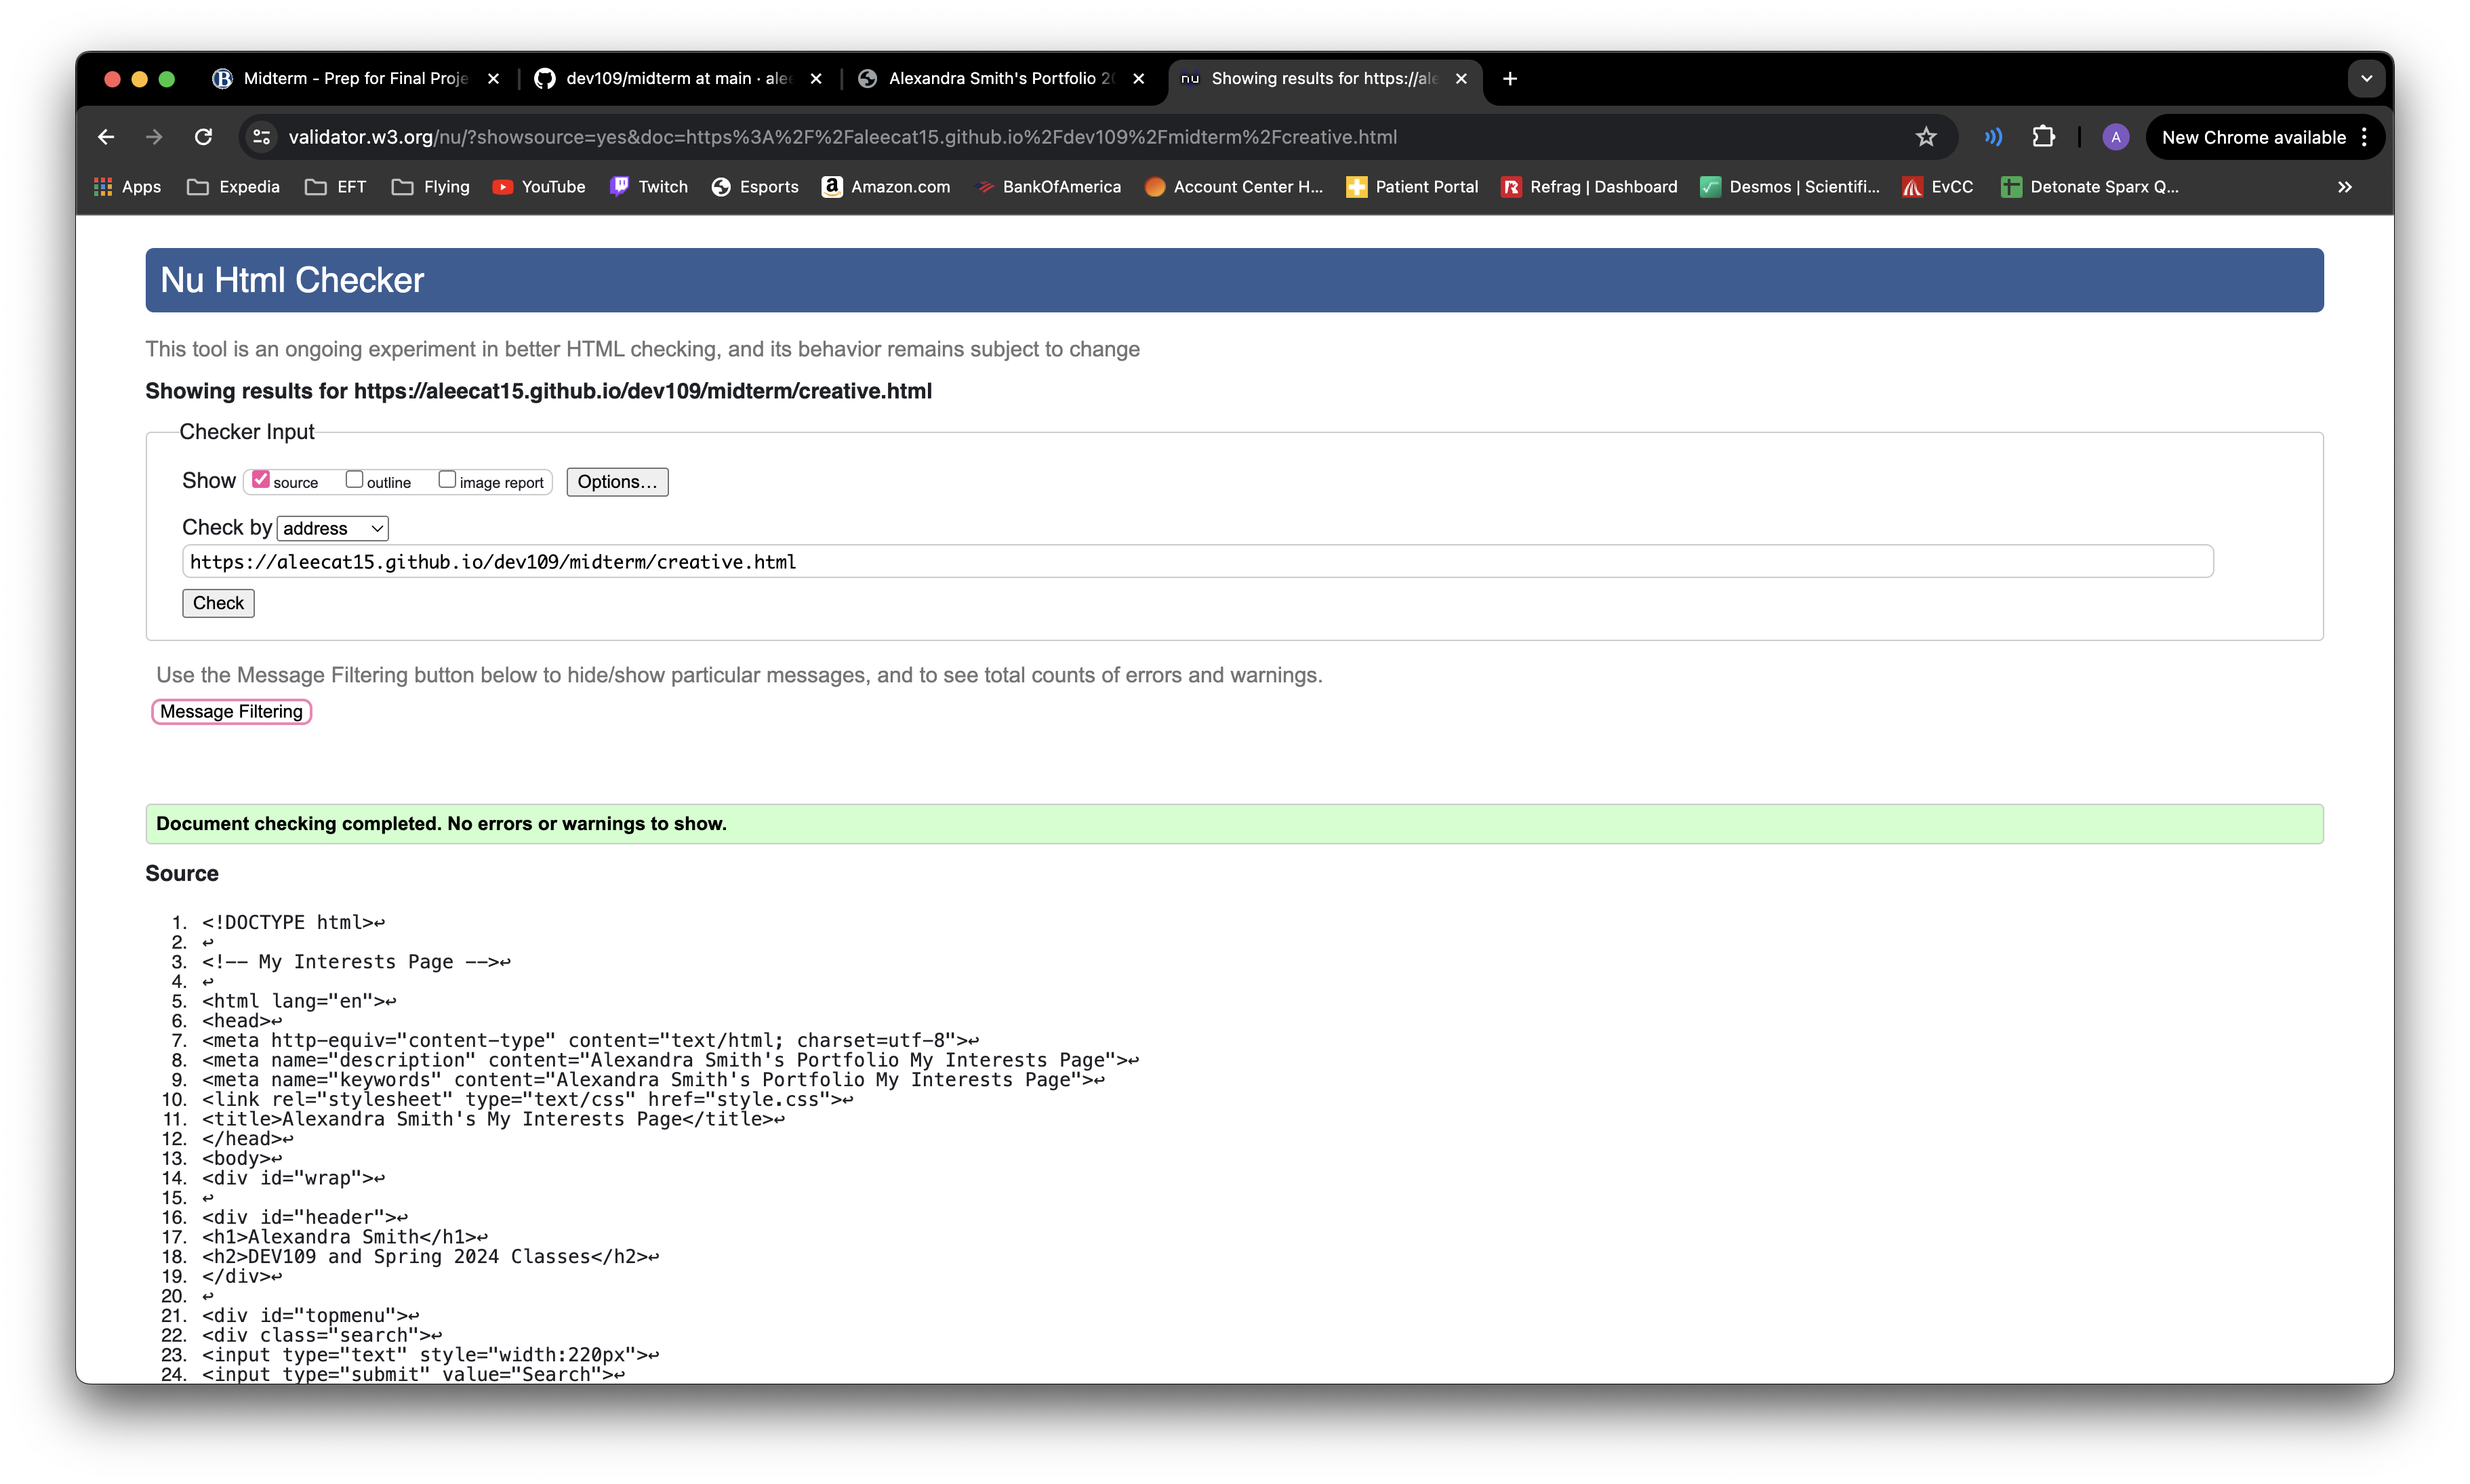 Midterm - Prep for Final Proje
dev109/midterm at main · alee
Alexandra Smith's Portfolio 20
nu Showing results for https://ale
validator.w3.org/nu/?showsource=yes&doc=https%3A%2F%2Faleecat15.github.io%2Fdev109%2Fmidterm%2Fcreative.html
A
New Chrome available
Apps Expedia EFT Flying YouTube Twitch Esports Amazon.com BankOfAmerica Account Center H... Patient Portal Refrag | Dashboard Desmos | Scientifi... EvCC Detonate Sparx Q...
Nu Html Checker
This tool is an ongoing experiment in better HTML checking, and its behavior remains subject to change
Showing results for https://aleecat15.github.io/dev109/midterm/creative.html
Checker Input
Show source outline image report Options...
Check by address
https://aleecat15.github.io/dev109/midterm/creative.html
Check
Use the Message Filtering button below to hide/show particular messages, and to see total counts of errors and warnings.
Message Filtering
Document checking completed. No errors or warnings to show.
Source
1. <!DOCTYPE html>↩
2. ↩
3. <!-- My Interests Page -->↩
4. ↩
5. <html lang="en">↩
6. <head>↩
7. <meta http-equiv="content-type" content="text/html; charset=utf-8">↩
8. <meta name="description" content="Alexandra Smith's Portfolio My Interests Page">↩
9. <meta name="keywords" content="Alexandra Smith's Portfolio My Interests Page">↩
10. <link rel="stylesheet" type="text/css" href="style.css">↩
11. <title>Alexandra Smith's My Interests Page</title>↩
12. </head>↩
13. <body>↩
14. <div id="wrap">↩
15. ↩
16. <div id="header">↩
17. <h1>Alexandra Smith</h1>↩
18. <h2>DEV109 and Spring 2024 Classes</h2>↩
19. </div>↩
20. ↩
21. <div id="topmenu">↩
22. <div class="search">↩
23. <input type="text" style="width:220px">↩
24. <input type="submit" value="Search">↩